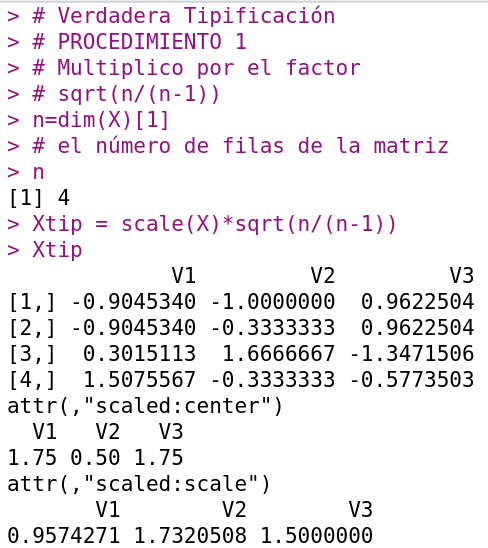 > # Verdadera Tipificación
> # PROCEDIMIENTO 1
> # Multiplico por el factor
> # sqrt(n/(n-1))
> n=dim(X)[1]
> # el número de filas de la matriz
> n
[1] 4
> Xtip = scale(X)*sqrt(n/(n-1))
> Xtip
             V1         V2         V3
[1,] -0.9045340 -1.0000000  0.9622504
[2,] -0.9045340 -0.3333333  0.9622504
[3,]  0.3015113  1.6666667 -1.3471506
[4,]  1.5075567 -0.3333333 -0.5773503
attr(,"scaled:center")
  V1   V2   V3
1.75 0.50 1.75
attr(,"scaled:scale")
       V1        V2        V3
0.9574271 1.7320508 1.5000000